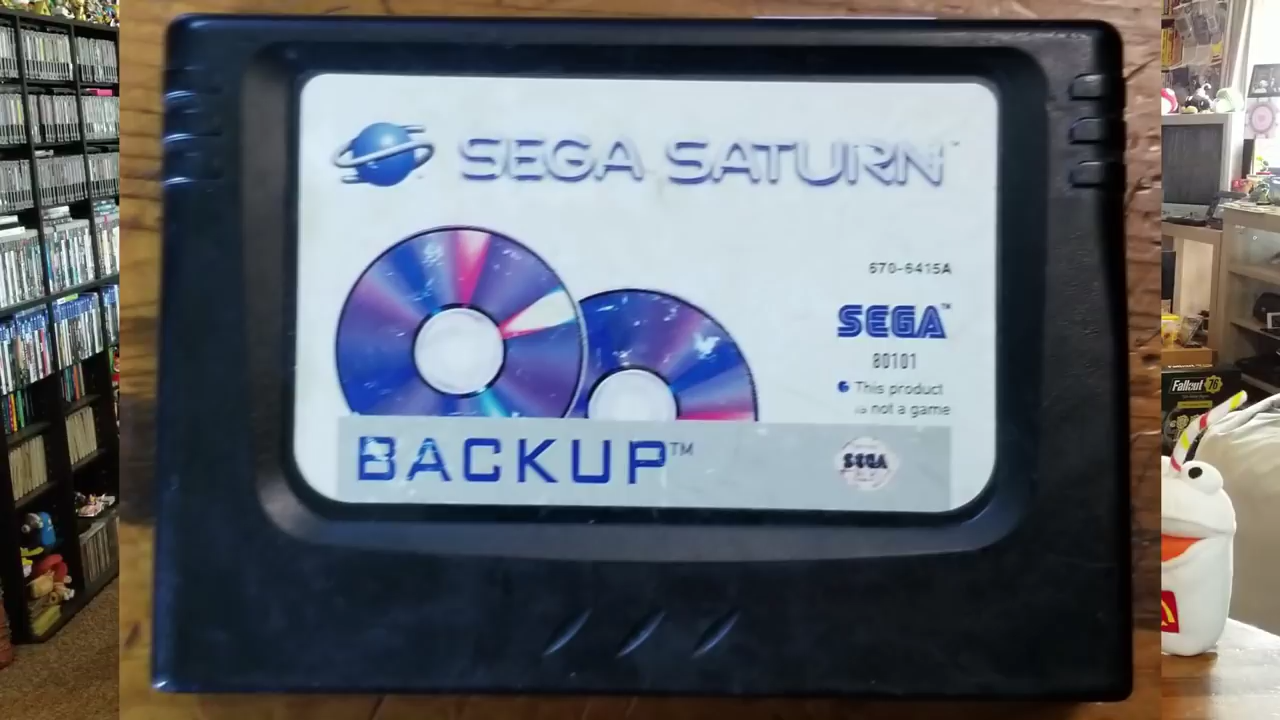 SEGA SATURN™
670-6415A
SEGA™
80101
This product
is not a game
BACKUP™
SEGA
Fallout 76